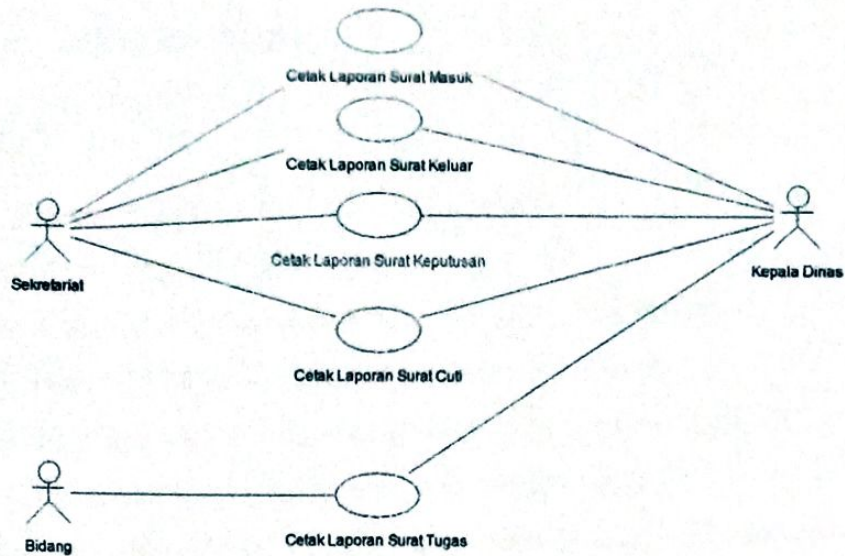 Cetak Laporan Surat Masuk
Cetak Laporan Surat Keluar
Cetak Laporan Surat Keputusan
Sekretariat
Kepala Dinas
Cetak Laporan Surat Cuti
Cetak Laporan Surat Tugas
Bidang